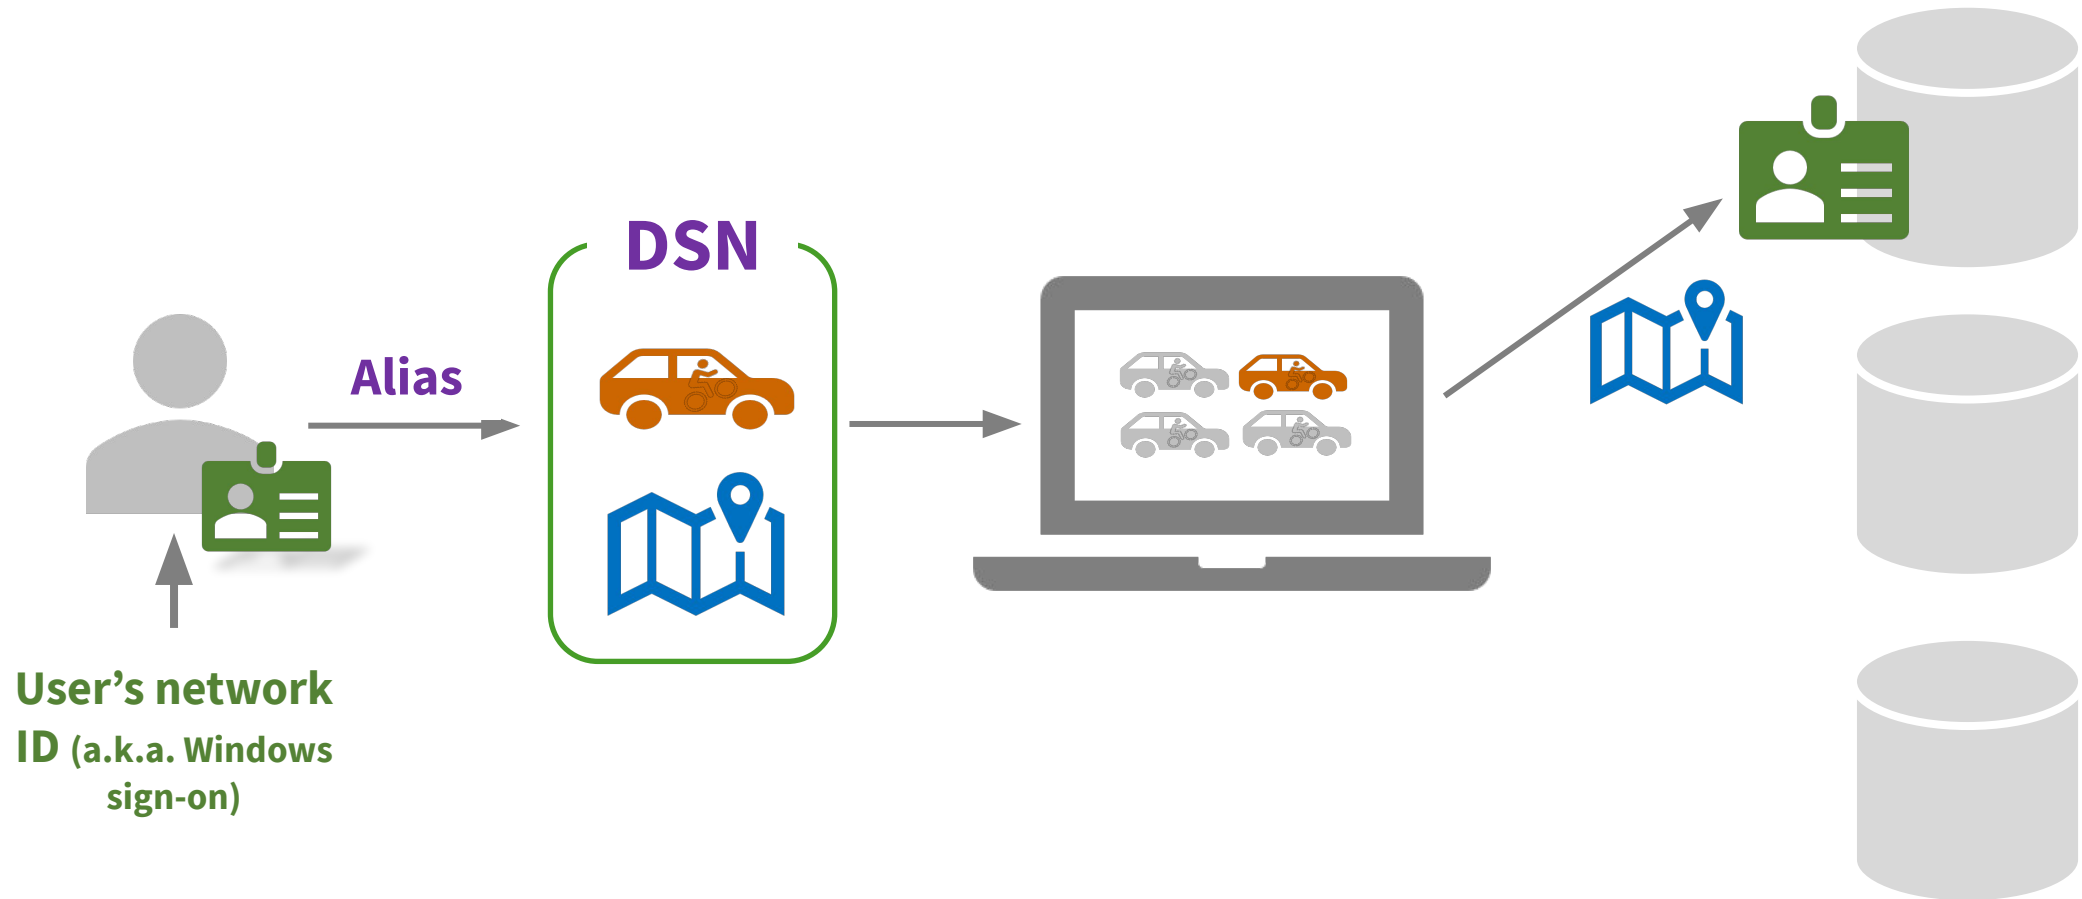 DSN
Alias
User’s network
ID (a.k.a. Windows
sign-on)